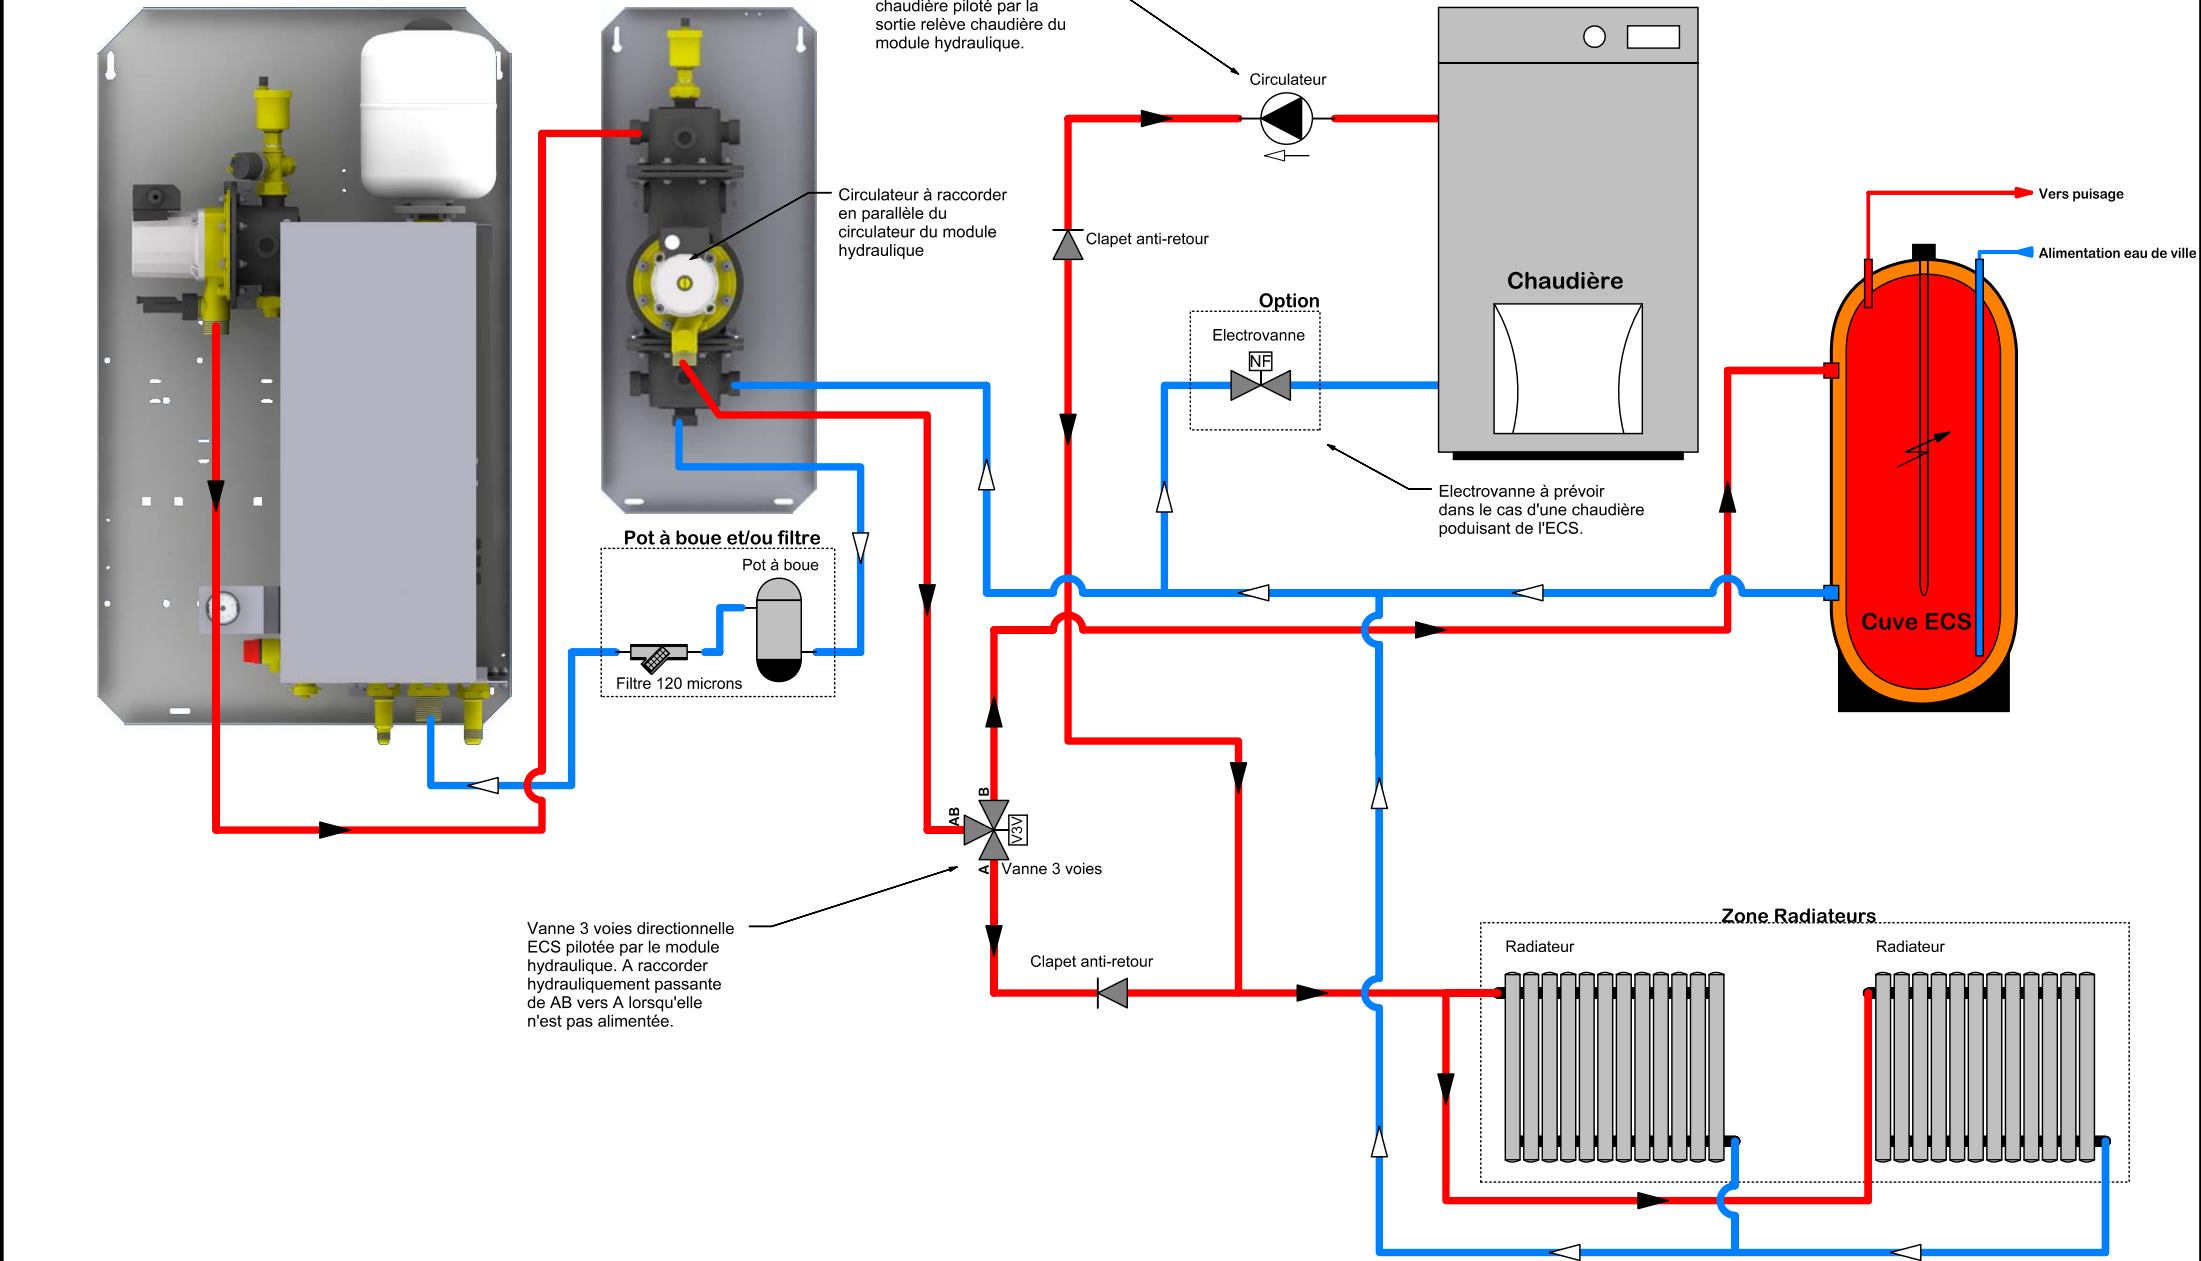 chaudière piloté par la
sortie relève chaudière du
module hydraulique.
Circulateur
Circulateur à raccorder
en parallèle du
circulateur du module
hydraulique
Clapet anti-retour
Chaudière
Vers puisage
Alimentation eau de ville
Option
Electrovanne
NF
Electrovanne à prévoir
dans le cas d'une chaudière
poduisant de l'ECS.
Pot à boue et/ou filtre
Pot à boue
Filtre 120 microns
Cuve ECS
B
AB
V3V
A
Vanne 3 voies
Vanne 3 voies directionnelle
ECS pilotée par le module
hydraulique. A raccorder
hydrauliquement passante
de AB vers A lorsqu'elle
n'est pas alimentée.
Clapet anti-retour
Zone Radiateurs
Radiateur
Radiateur